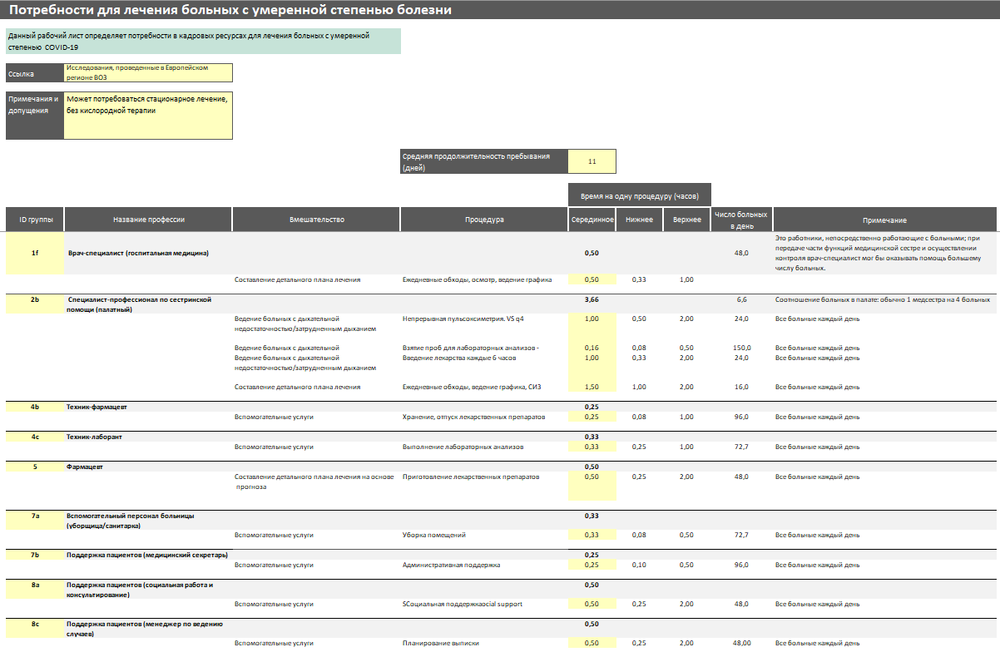 Потребности для лечения больных с умеренной степенью болезни
Данный рабочий лист определяет потребности в кадровых ресурсах для лечения больных с умеренной
степенью COVID-19
Ссылка
Исследования, проведенные в Европейском
регионе ВОЗ
Примечания и
допущения
Может потребоваться стационарное лечение,
без кислородной терапии
Средняя продолжительность пребывания
(дней)
11
Время на одну процедуру (часов)
ID группы Название профессии Вмешательство Процедура Серединное Нижнее Верхнее Число больных
в день
Примечание
1f Врач-специалист (госпитальная медицина) 0,50 48,0
Это работники, непосредственно работающие с больными; при
передаче части функций медицинской сестре и осуществлении
контроля врач-специалист мог бы оказывать помощь большему
числу больных.
Составление детального плана лечения Ежедневные обходы, осмотр, ведение графика 0,50 0,33 1,00
2b Специалист-профессионал по сестринской 3,66 6,6 Соотношение больных в палате: обычно 1 медсестра на 4 больных
помощи (палатный)
Ведение больных с дыхательной Непрерывная пульсоксиметрия. VS q4 1,00 0,50 2,00 24,0 Все больные каждый день
недостаточностью/затрудненным дыханием
Ведение больных с дыхательной Взятие проб для лабораторных анализов - 0,16 0,08 0,50 150,0 Все больные каждый день
Ведение больных с дыхательной Введение лекарства каждые 6 часов 1,00 0,33 2,00 24,0 Все больные каждый день
недостаточностью/затрудненным дыханием
Составление детального плана лечения Ежедневные обходы, ведение графика, СИЗ 1,50 1,00 2,00 16,0 Все больные каждый день
4b Техник-фармацевт 0,25
Вспомогательные услуги Хранение, отпуск лекарственных препаратов 0,25 0,08 1,00 96,0 Все больные каждый день
4c Техник-лаборант 0,33
Вспомогательные услуги Выполнение лабораторных анализов 0,33 0,25 1,00 72,7 Все больные каждый день
5 Фармацевт 0,50
Составление детального плана лечения на основе Приготовление лекарственных препаратов 0,50 0,25 2,00 48,0 Все больные каждый день
прогноза
7a Вспомогательный персонал больницы 0,33
(уборщица/санитарка)
Вспомогательные услуги Уборка помещений 0,33 0,08 0,50 72,7 Все больные каждый день
7b Поддержка пациентов (медицинский секретарь) 0,25
Вспомогательные услуги Административная поддержка 0,25 0,10 0,50 96,0 Все больные каждый день
8a Поддержка пациентов (социальная работа и 0,50
консультирование)
Вспомогательные услуги SСоциальная поддержкаocial support 0,50 0,25 2,00 48,0 Все больные каждый день
8c Поддержка пациентов (менеджер по ведению 0,50
случаев)
Вспомогательные услуги Планирование выписки 0,50 0,25 2,00 48,00 Все больные каждый день